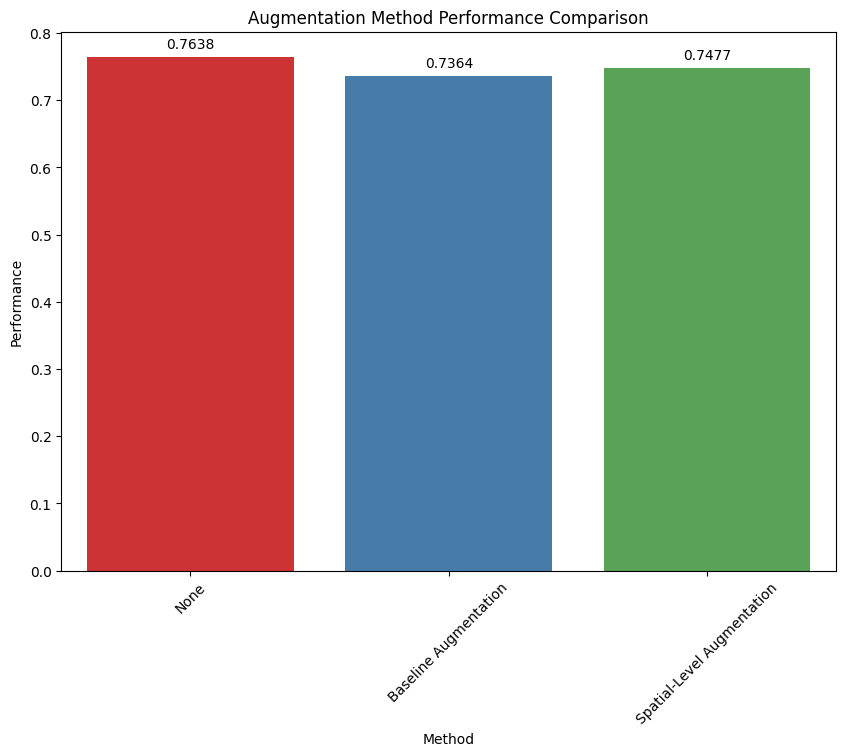 Augmentation Method Performance Comparison
0.7638
0.7364
0.7477
0.8
0.7
0.6
0.5
0.4
0.3
0.2
0.1
0.0
Performance
None
Baseline Augmentation
Spatial-Level Augmentation
Method